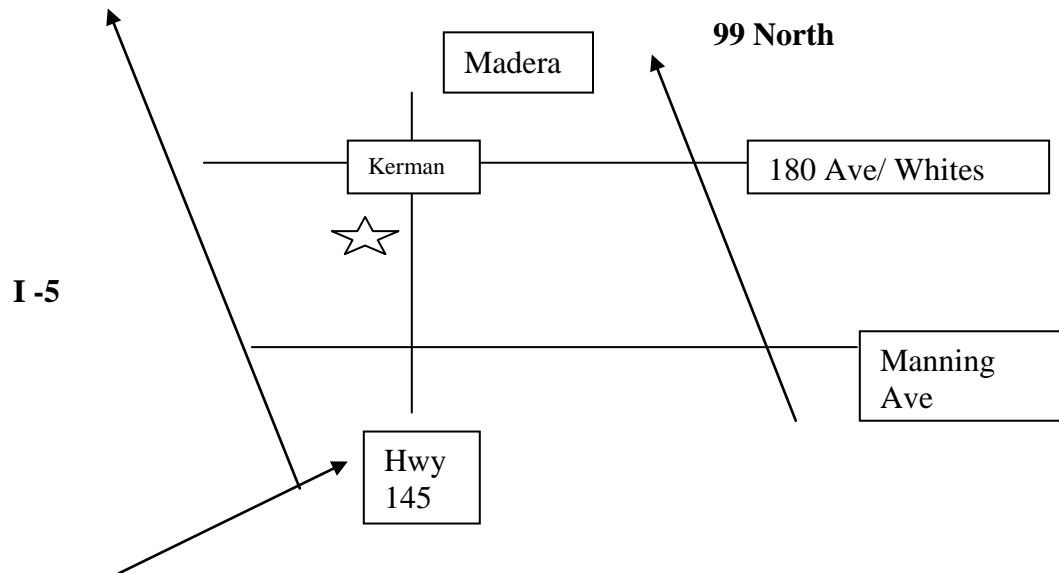 99 North
Madera
Kerman
180 Ave/ Whites
I -5
Manning
Ave
Hwy
145